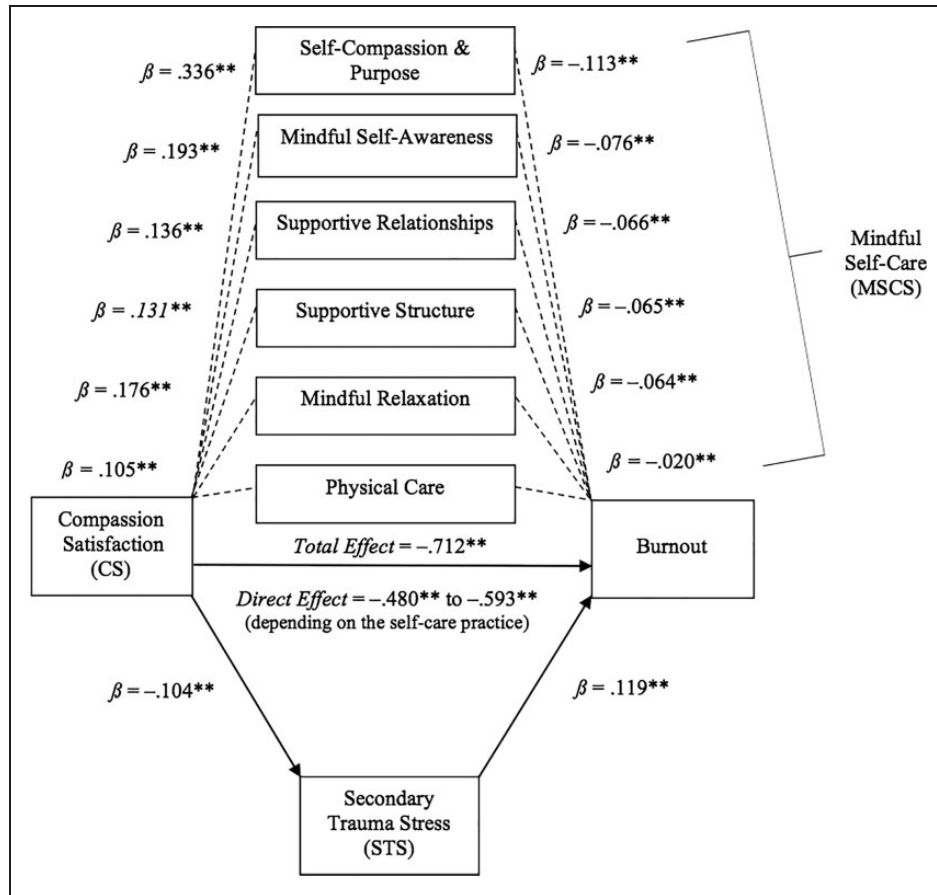 Self-Compassion &
Purpose
β = .336**
β = –.113**
Mindful Self-Awareness
β = .193**
β = –.076**
Supportive Relationships
β = .136**
β = –.066**
Mindful
Self-Care
(MSCS)
Supportive Structure
β = .131**
β = –.065**
Mindful Relaxation
β = .176**
β = –.064**
β = .105**
β = –.020**
Physical Care
Compassion
Satisfaction
(CS)
Total Effect = –.712**
Burnout
Direct Effect = –.480** to –.593**
(depending on the self-care practice)
β = –.104**
β = .119**
Secondary
Trauma Stress
(STS)